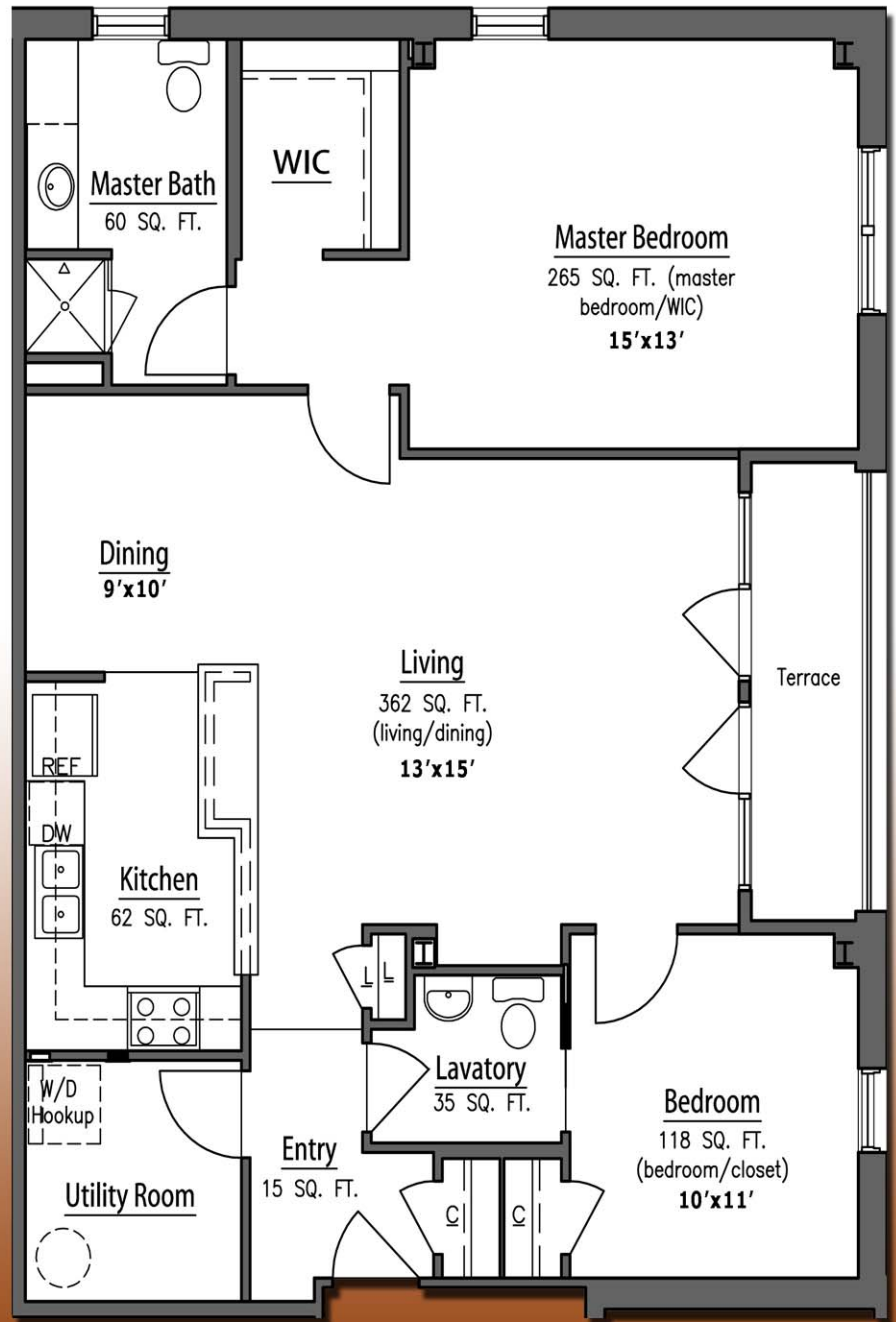 Master Bath
60 SQ. FT.
WIC
Master Bedroom
265 SQ. FT. (master
bedroom/WIC)
15'x13'
Dining
9'x10'
Living
362 SQ. FT.
(living/dining)
13'x15'
Terrace
REF
DW
Kitchen
62 SQ. FT.
L
L
Lavatory
35 SQ. FT.
W/D
Hookup
Utility Room
Entry
15 SQ. FT.
C
C
Bedroom
118 SQ. FT.
(bedroom/closet)
10'x11'